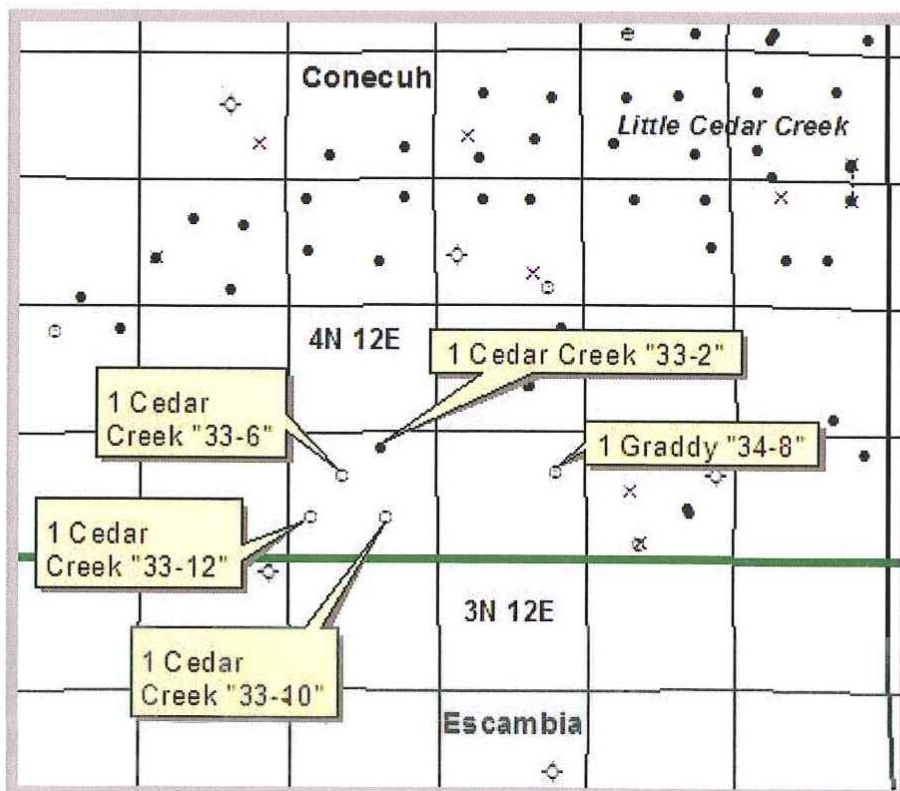 Conecuh
Little Cedar Creek
4N 12E
1 Cedar Creek "33-2"
1 Cedar
Creek "33-6"
1 Graddy "34-8"
1 Cedar
Creek "33-12"
3N 12E
1 Cedar
Creek "33-10"
Escambia